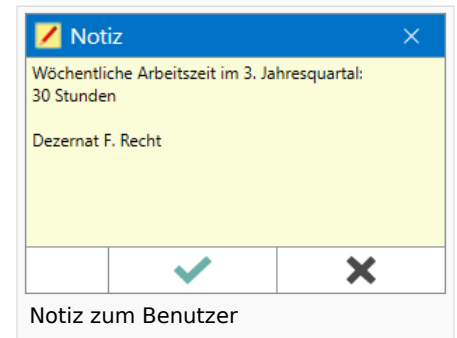 Notiz
Wöchentliche Arbeitszeit im 3. Jahresquartal:
30 Stunden
Dezernat F. Recht
Notiz zum Benutzer